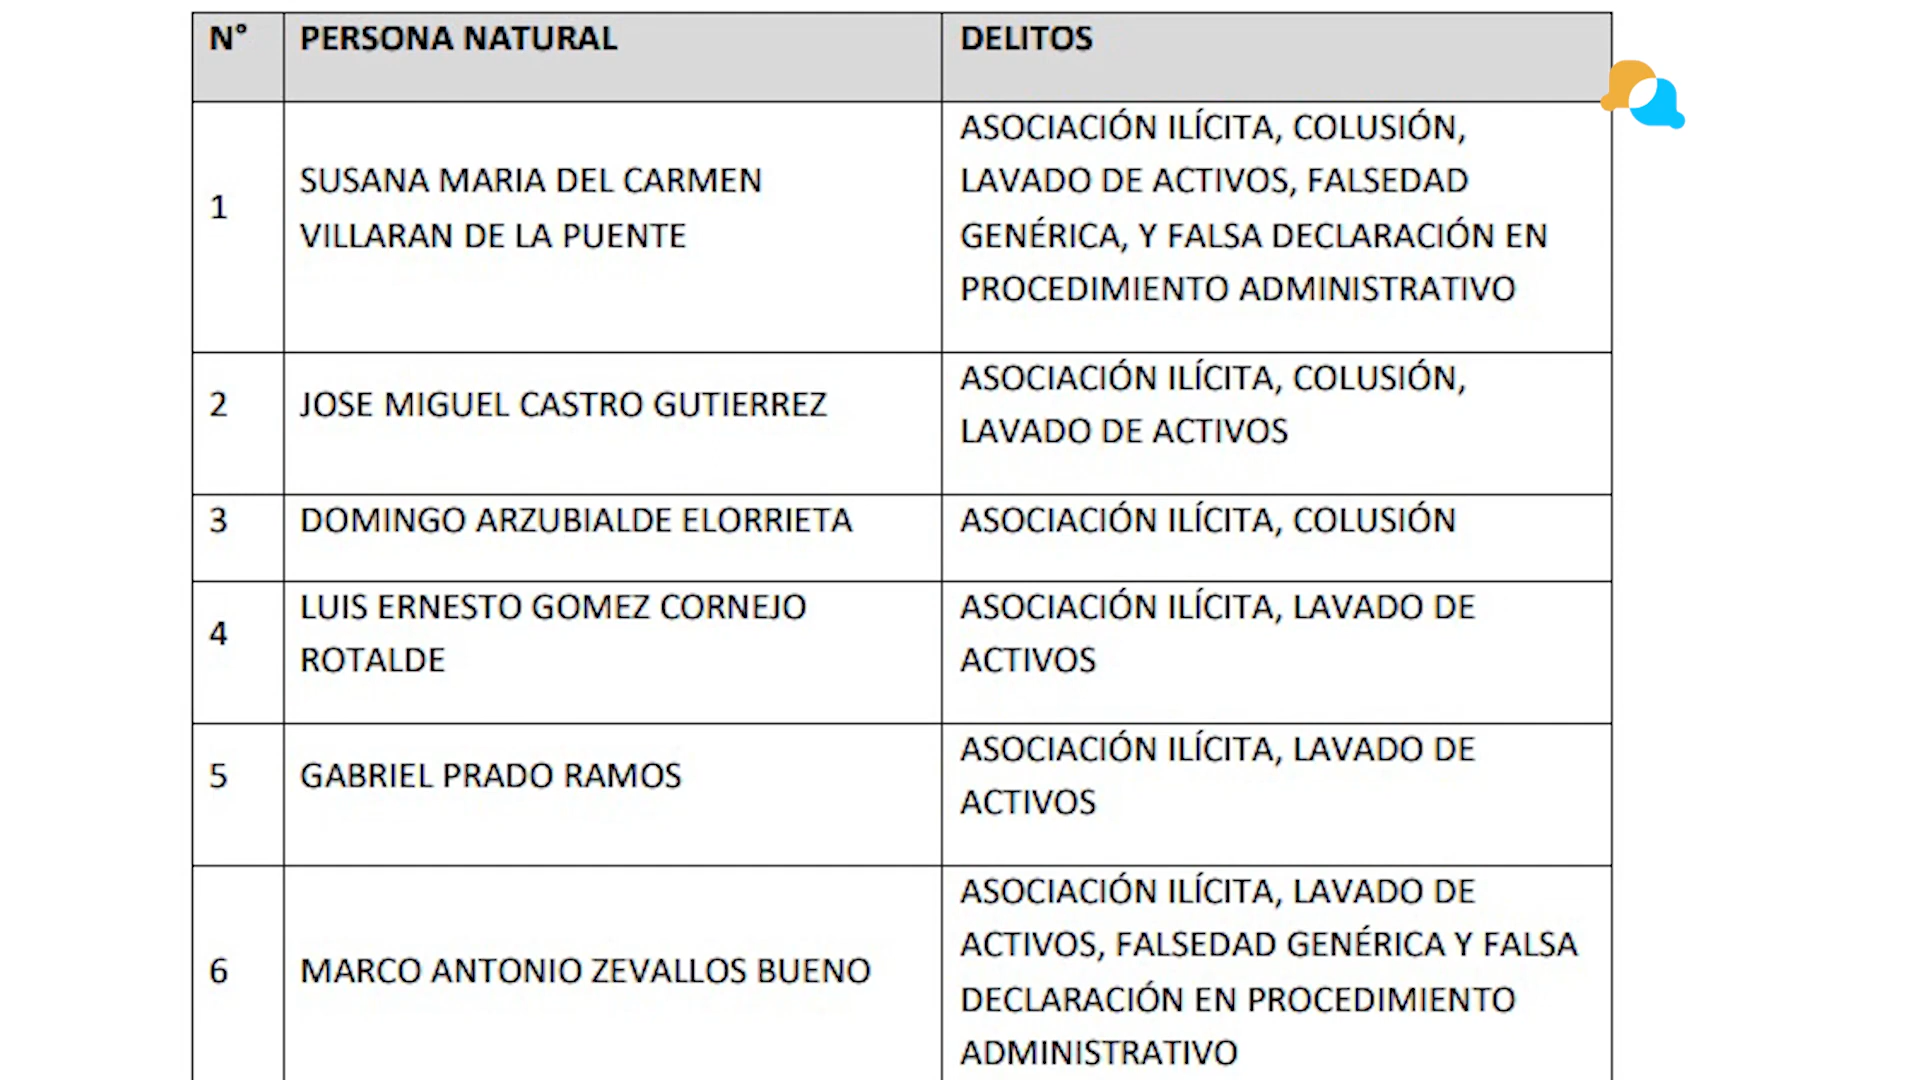 N° PERSONA NATURAL DELITOS
1
SUSANA MARIA DEL CARMEN
VILLARAN DE LA PUENTE
ASOCIACIÓN ILÍCITA, COLUSIÓN,
LAVADO DE ACTIVOS, FALSEDAD
GENÉRICA, Y FALSA DECLARACIÓN EN
PROCEDIMIENTO ADMINISTRATIVO
2
JOSE MIGUEL CASTRO GUTIERREZ
ASOCIACIÓN ILÍCITA, COLUSIÓN,
LAVADO DE ACTIVOS
3
DOMINGO ARZUBIALDE ELORRIETA
ASOCIACIÓN ILÍCITA, COLUSIÓN
4
LUIS ERNESTO GOMEZ CORNEJO
ROTALDE
ASOCIACIÓN ILÍCITA, LAVADO DE
ACTIVOS
5
GABRIEL PRADO RAMOS
ASOCIACIÓN ILÍCITA, LAVADO DE
ACTIVOS
6
MARCO ANTONIO ZEVALLOS BUENO
ASOCIACIÓN ILÍCITA, LAVADO DE
ACTIVOS, FALSEDAD GENÉRICA Y FALSA
DECLARACIÓN EN PROCEDIMIENTO
ADMINISTRATIVO